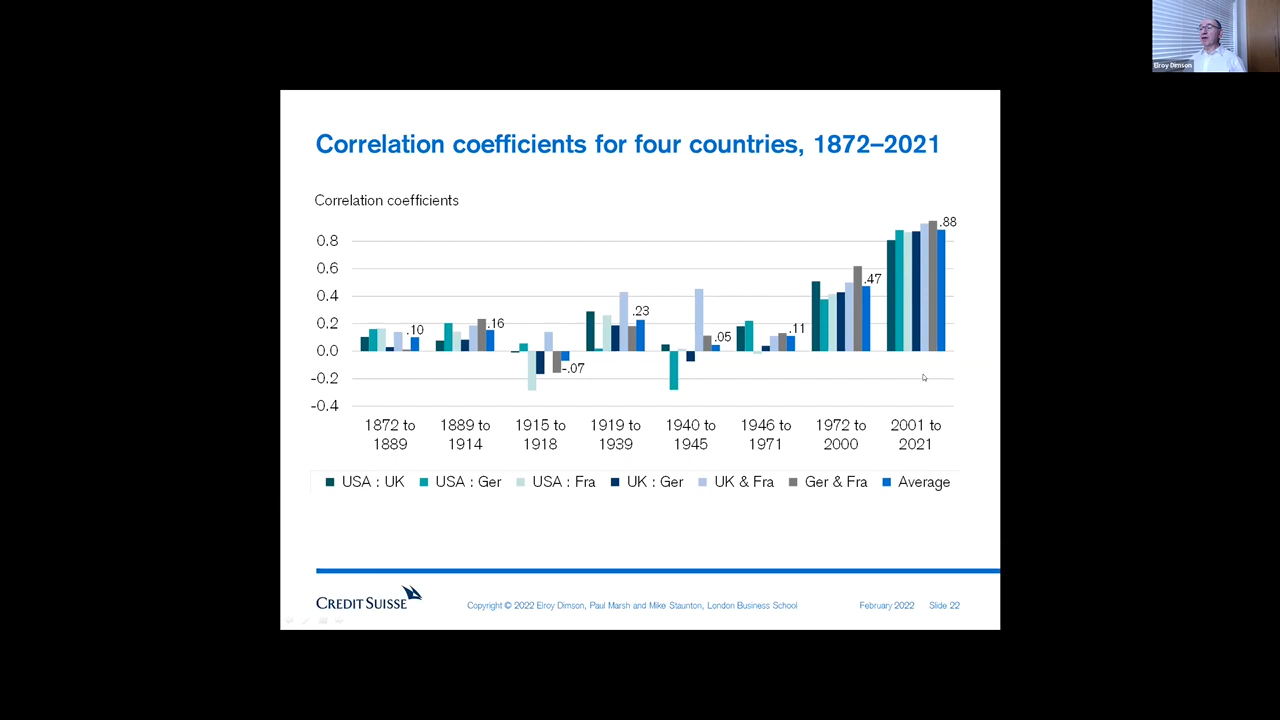 Elroy Dimson
Correlation coefficients for four countries, 1872–2021
Correlation coefficients
0.8
0.6
0.4
0.2
0.0
-0.2
-0.4
.10
.16
-.07
.23
.05
.11
.47
.88
1872 to
1889
1889 to
1914
1915 to
1918
1919 to
1939
1940 to
1945
1946 to
1971
1972 to
2000
2001 to
2021
USA : UK USA : Ger USA : Fra UK : Ger UK & Fra Ger & Fra Average
CREDIT SUISSE
Copyright © 2022 Elroy Dimson, Paul Marsh and Mike Staunton, London Business School
February 2022 Slide 22